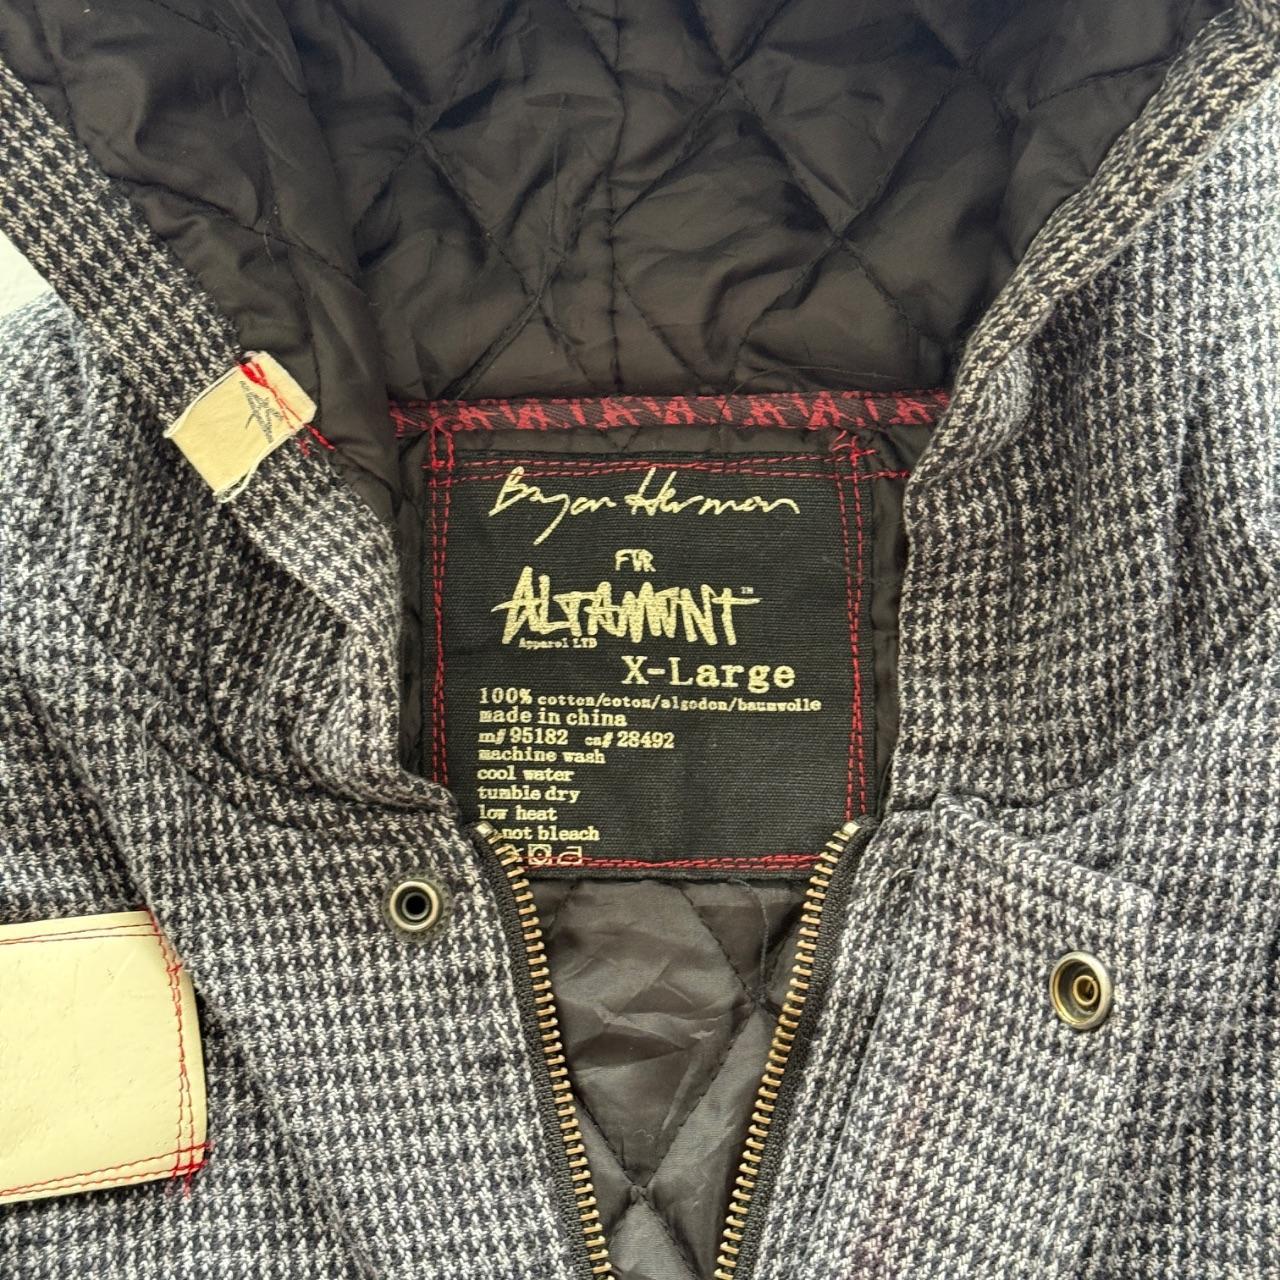 Bryan Herman
FUR
ALTAMONT™
Apparel LTD
X-Large
100% cotton/coton/algodon/baumwolle
made in china
m# 95182 ca# 28492
machine wash
cool water
tumble dry
low heat
not bleach